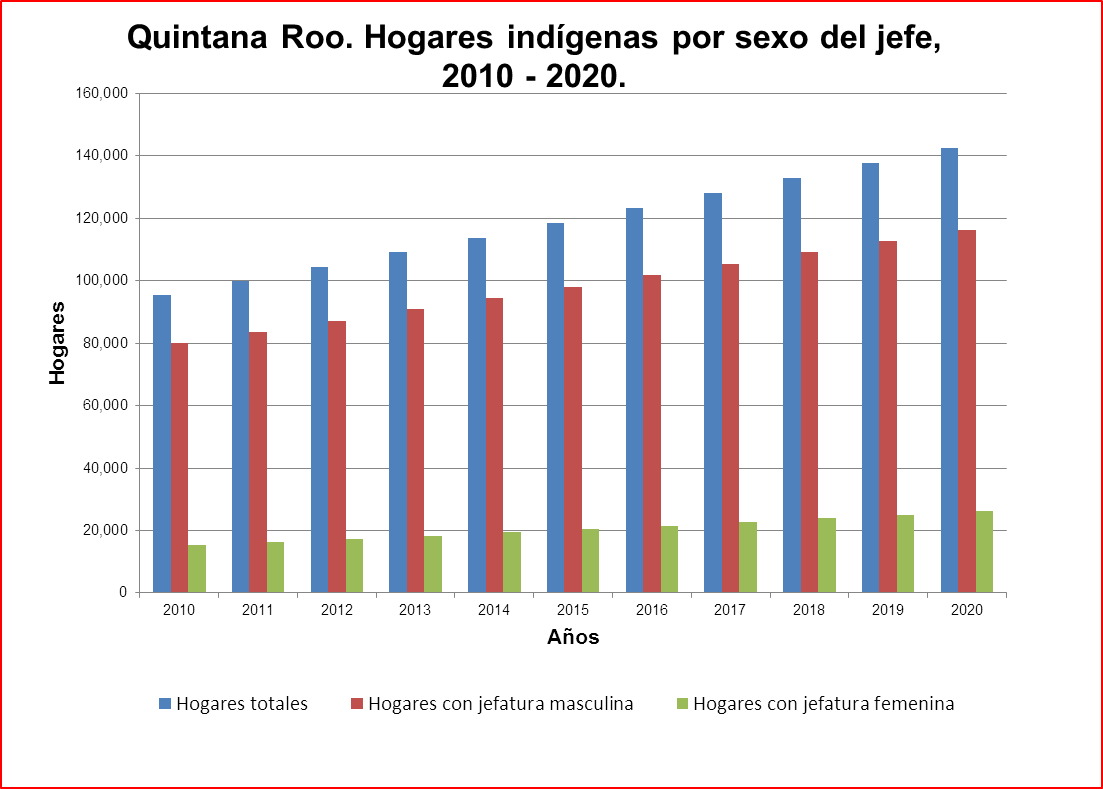 Quintana Roo. Hogares indígenas por sexo del jefe,
2010 - 2020.
160,000
140,000
120,000
100,000
80,000
60,000
40,000
20,000
0
Hogares
2010 2011 2012 2013 2014 2015 2016 2017 2018 2019 2020
Años
Hogares totales Hogares con jefatura masculina Hogares con jefatura femenina